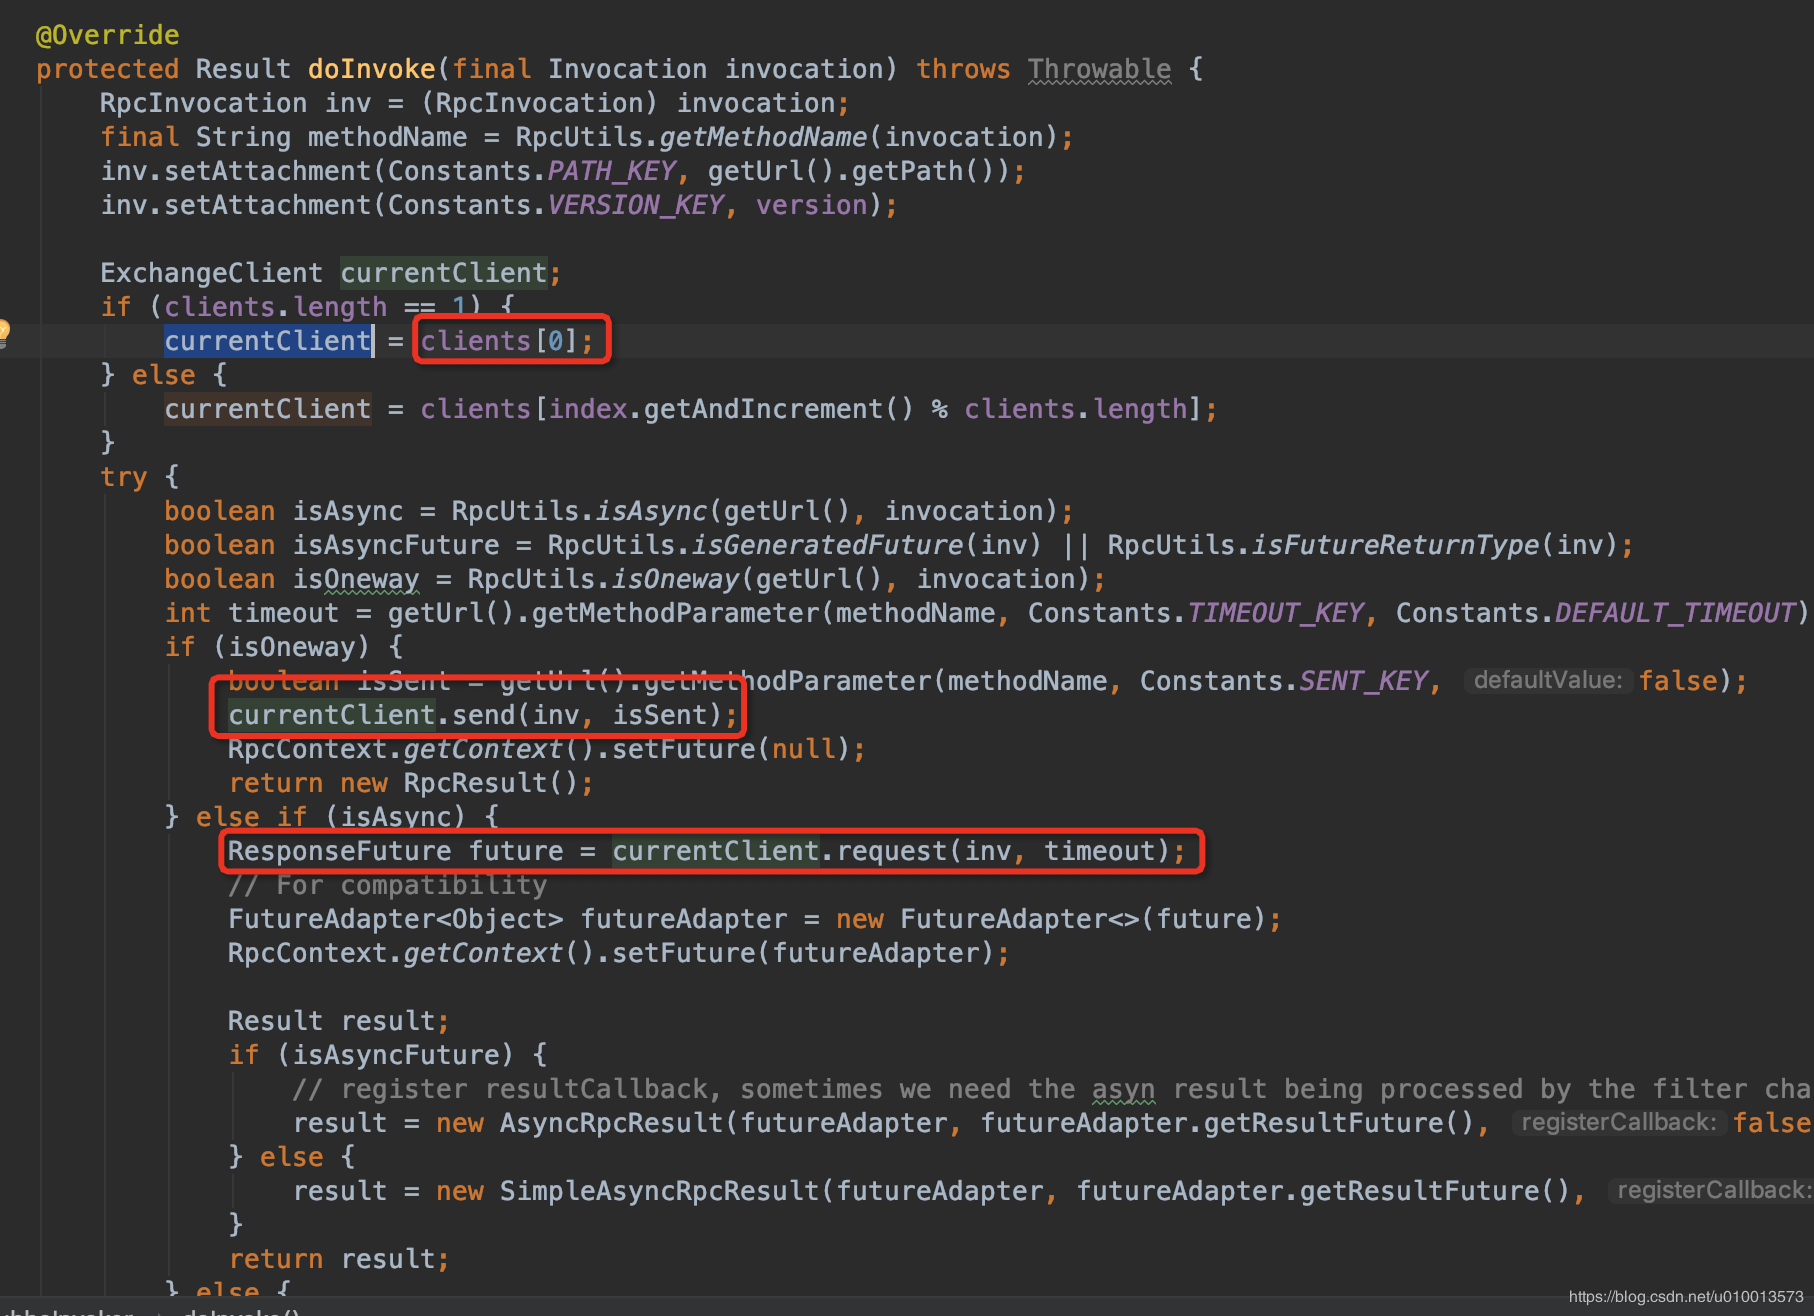 @Override
protected Result doInvoke(final Invocation invocation) throws Throwable {
RpcInvocation inv = (RpcInvocation) invocation;
final String methodName = RpcUtils.getMethodName(invocation);
inv.setAttachment(Constants.PATH_KEY, getUrl().getPath());
inv.setAttachment(Constants.VERSION_KEY, version);
ExchangeClient currentClient;
if (clients.length == 1) {
currentClient = clients[0];
} else {
currentClient = clients[index.getAndIncrement() % clients.length];
}
try {
boolean isAsync = RpcUtils.isAsync(getUrl(), invocation);
boolean isAsyncFuture = RpcUtils.isGeneratedFuture(inv) || RpcUtils.isFutureReturnType(inv);
boolean isOneway = RpcUtils.isOneway(getUrl(), invocation);
int timeout = getUrl().getMethodParameter(methodName, Constants.TIMEOUT_KEY, Constants.DEFAULT_TIMEOUT)
if (isOneway) {
boolean isSent = getUrl().getMethodParameter(methodName, Constants.SENT_KEY, defaultValue: false);
currentClient.send(inv, isSent);
RpcContext.getContext().setFuture(null);
return new RpcResult();
} else if (isAsync) {
ResponseFuture future = currentClient.request(inv, timeout);
// For compatibility
FutureAdapter<Object> futureAdapter = new FutureAdapter<>(future);
RpcContext.getContext().setFuture(futureAdapter);
Result result;
if (isAsyncFuture) {
// register resultCallback, sometimes we need the asyn result being processed by the filter cha
result = new AsyncRpcResult(futureAdapter, futureAdapter.getResultFuture(), registerCallback: false
} else {
result = new SimpleAsyncRpcResult(futureAdapter, futureAdapter.getResultFuture(), registerCallback:
}
return result;
} else {
doInvoke()
https://blog.csdn.net/u010013573